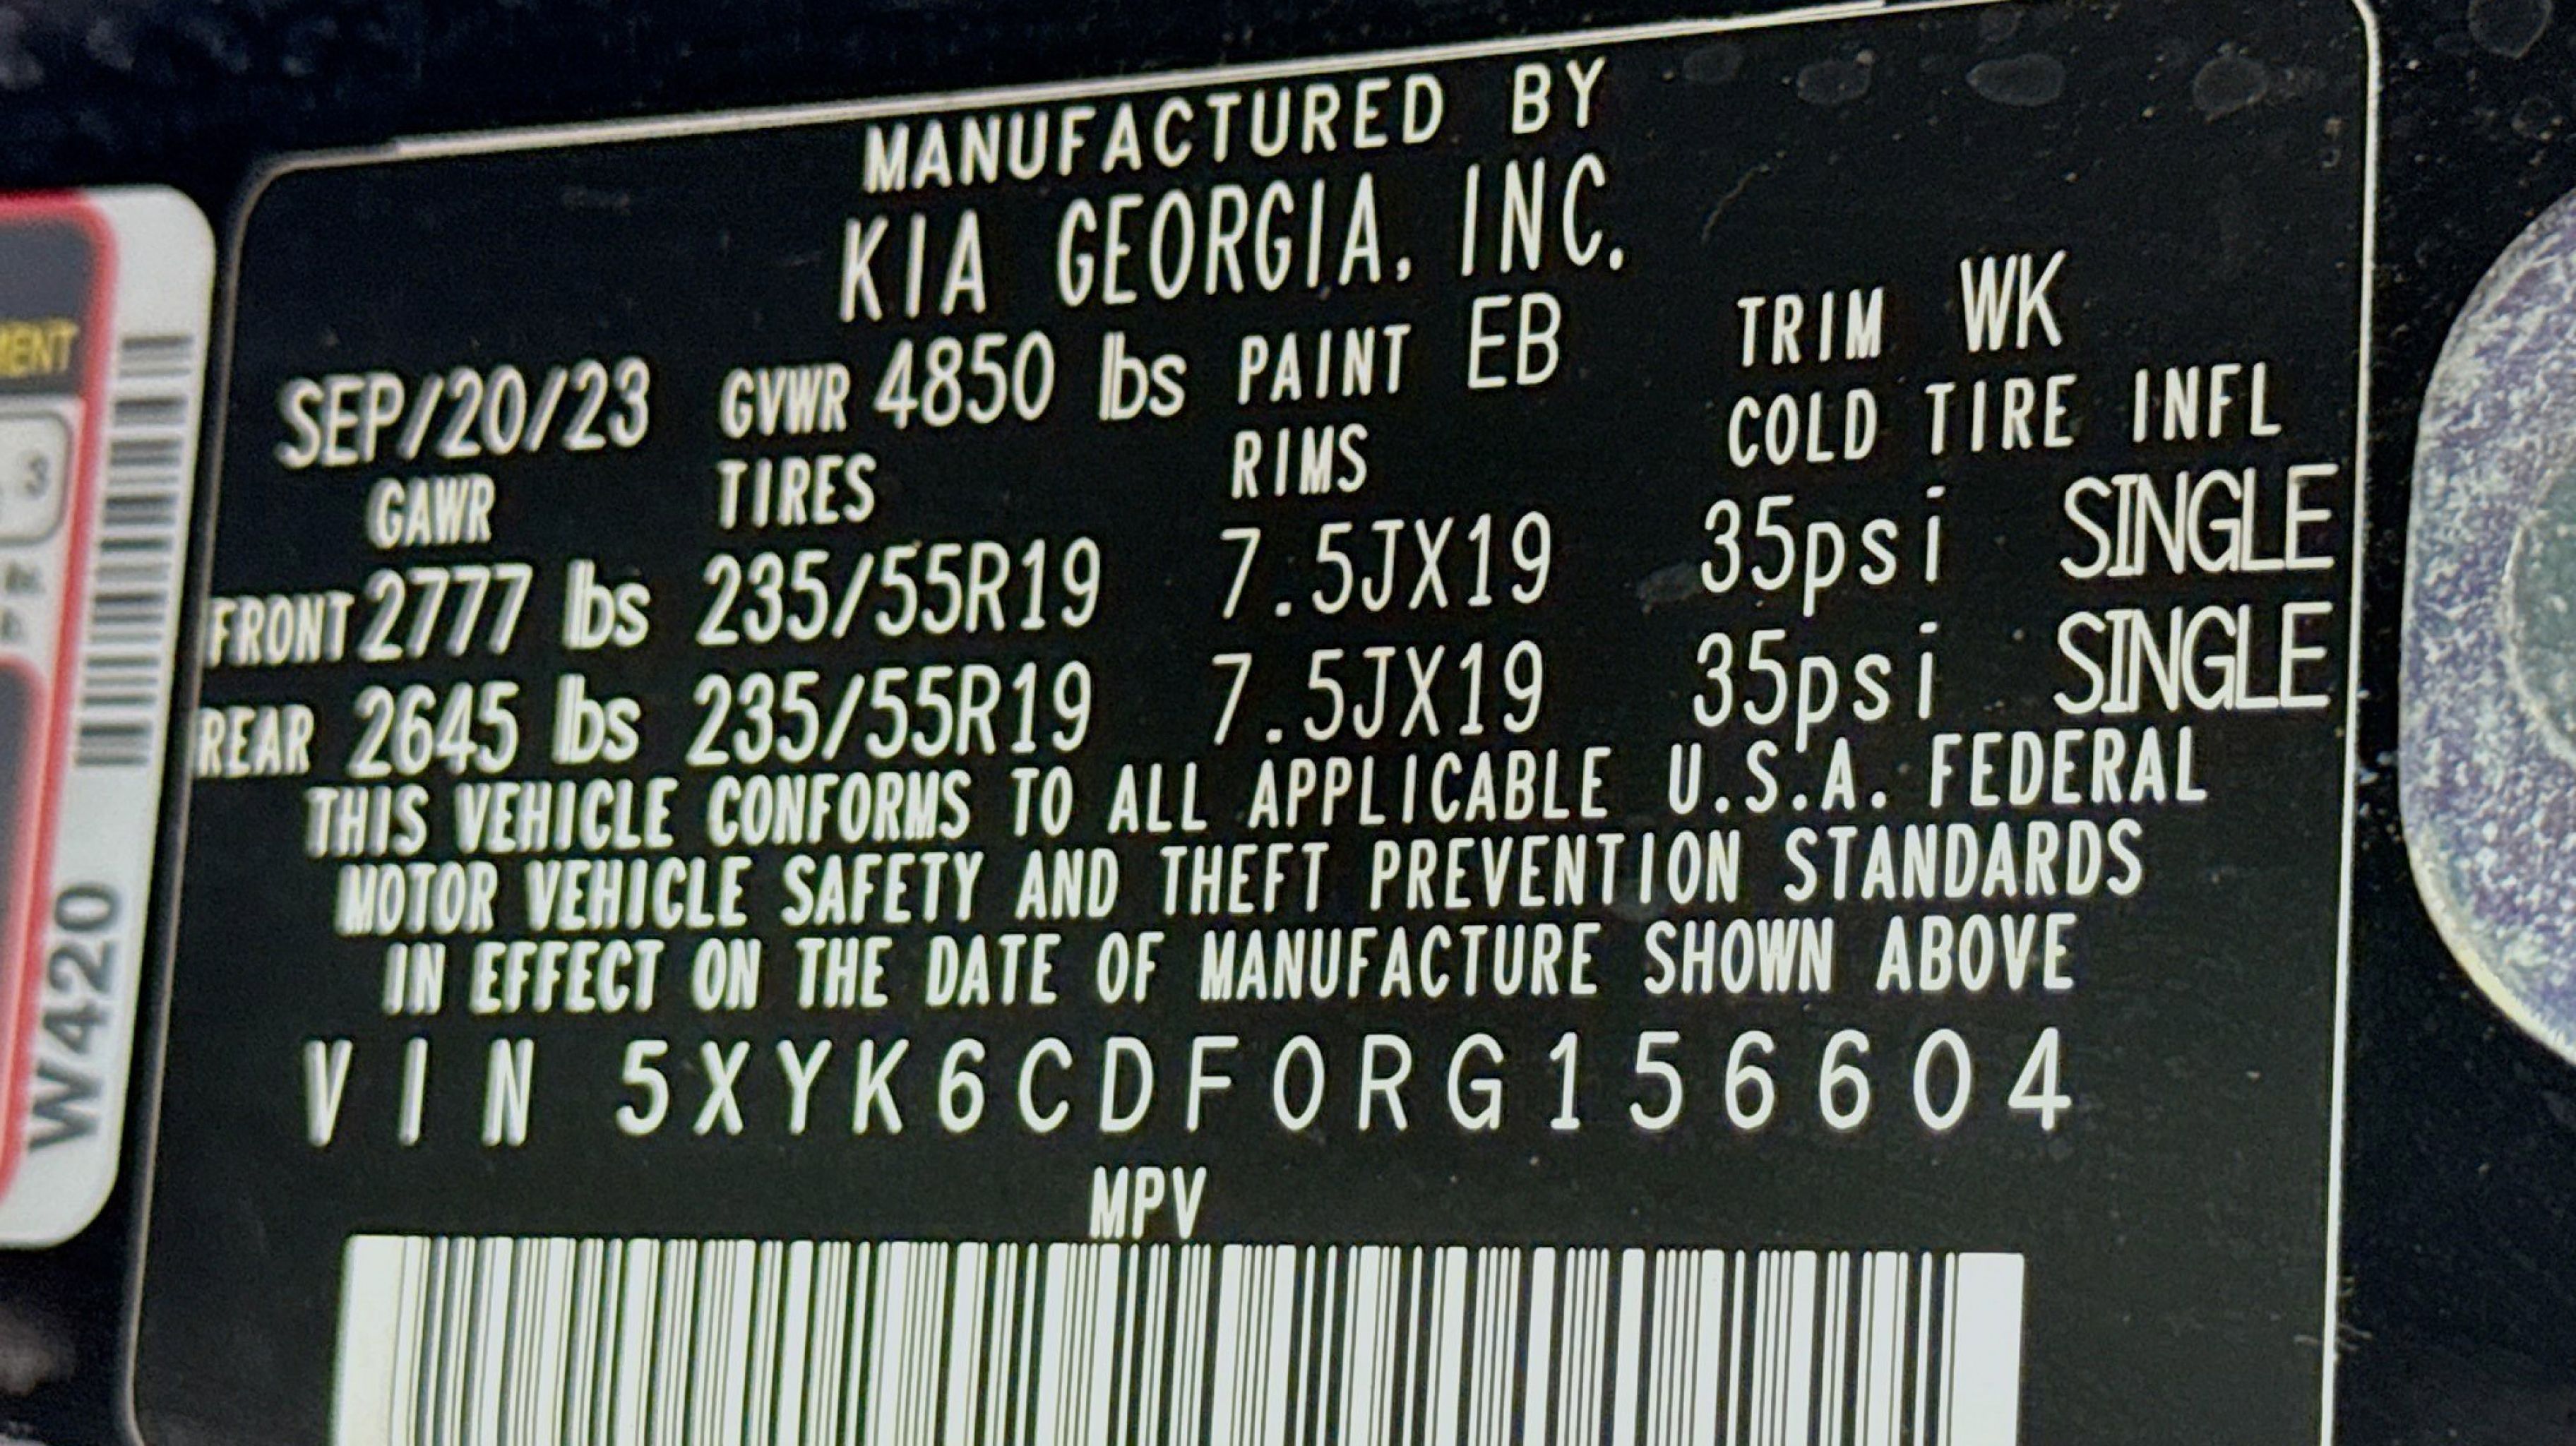 MANUFACTURED BY
KIA GEORGIA, INC.
SEP/20/23 GVWR 4850 lbs PAINT EB TRIM WK
GAWR TIRES RIMS COLD TIRE INFL
FRONT 2777 lbs 235/55R19 7.5JX19 35psi SINGLE
REAR 2645 lbs 235/55R19 7.5JX19 35psi SINGLE
THIS VEHICLE CONFORMS TO ALL APPLICABLE U.S.A. FEDERAL
MOTOR VEHICLE SAFETY AND THEFT PREVENTION STANDARDS
IN EFFECT ON THE DATE OF MANUFACTURE SHOWN ABOVE
VIN 5XYK6CDF0RG156604
MPV
MENT
3
W420